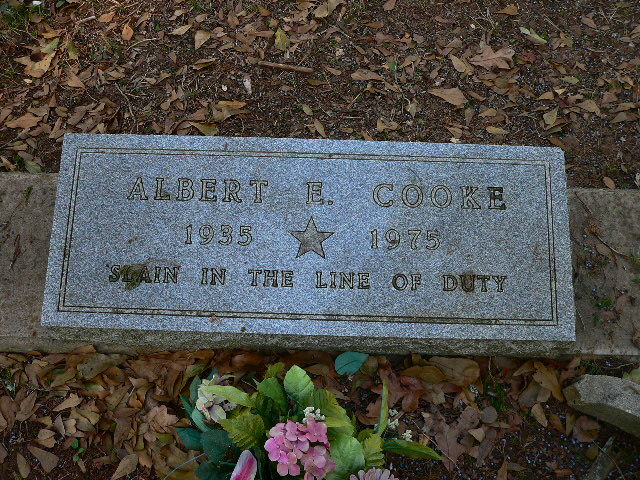 ALBERT E. COOKE
1935 1975
SLAIN IN THE LINE OF DUTY